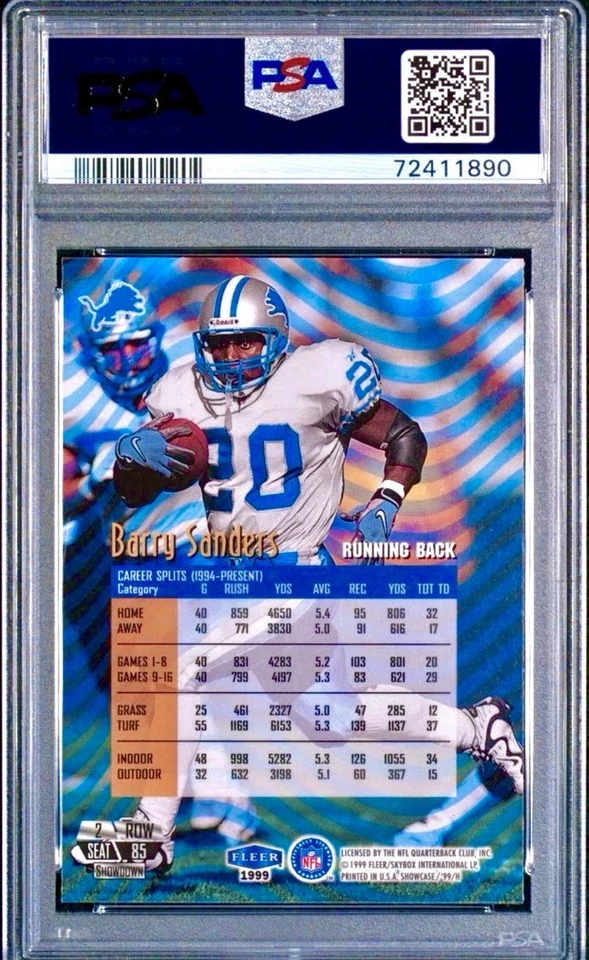 PSA
PSA
72411890
Riddell
20
20
Barry Sanders RUNNING BACK
CAREER SPLITS (1994-PRESENT)
Category G RUSH YDS AVG REC YDS TOT TD
HOME 40 859 4650 5.4 95 806 32
AWAY 40 771 3830 5.0 91 616 17
GAMES 1-8 40 831 4283 5.2 103 801 20
GAMES 9-16 40 799 4197 5.3 83 621 29
GRASS 25 461 2327 5.0 47 285 12
TURF 55 1169 6153 5.3 139 1137 37
INDOOR 48 998 5282 5.3 126 1055 34
OUTDOOR 32 632 3198 5.1 60 367 15
2 ROW
SEAT 85
SHOWDOWN
FLEER
1999
NFL
LICENSED BY THE NFL QUARTERBACK CLUB, INC.
© 1999 FLEER/SKYBOX INTERNATIONAL LP,
PRINTED IN U.S.A. SHOWCASE/'99/H
PSA